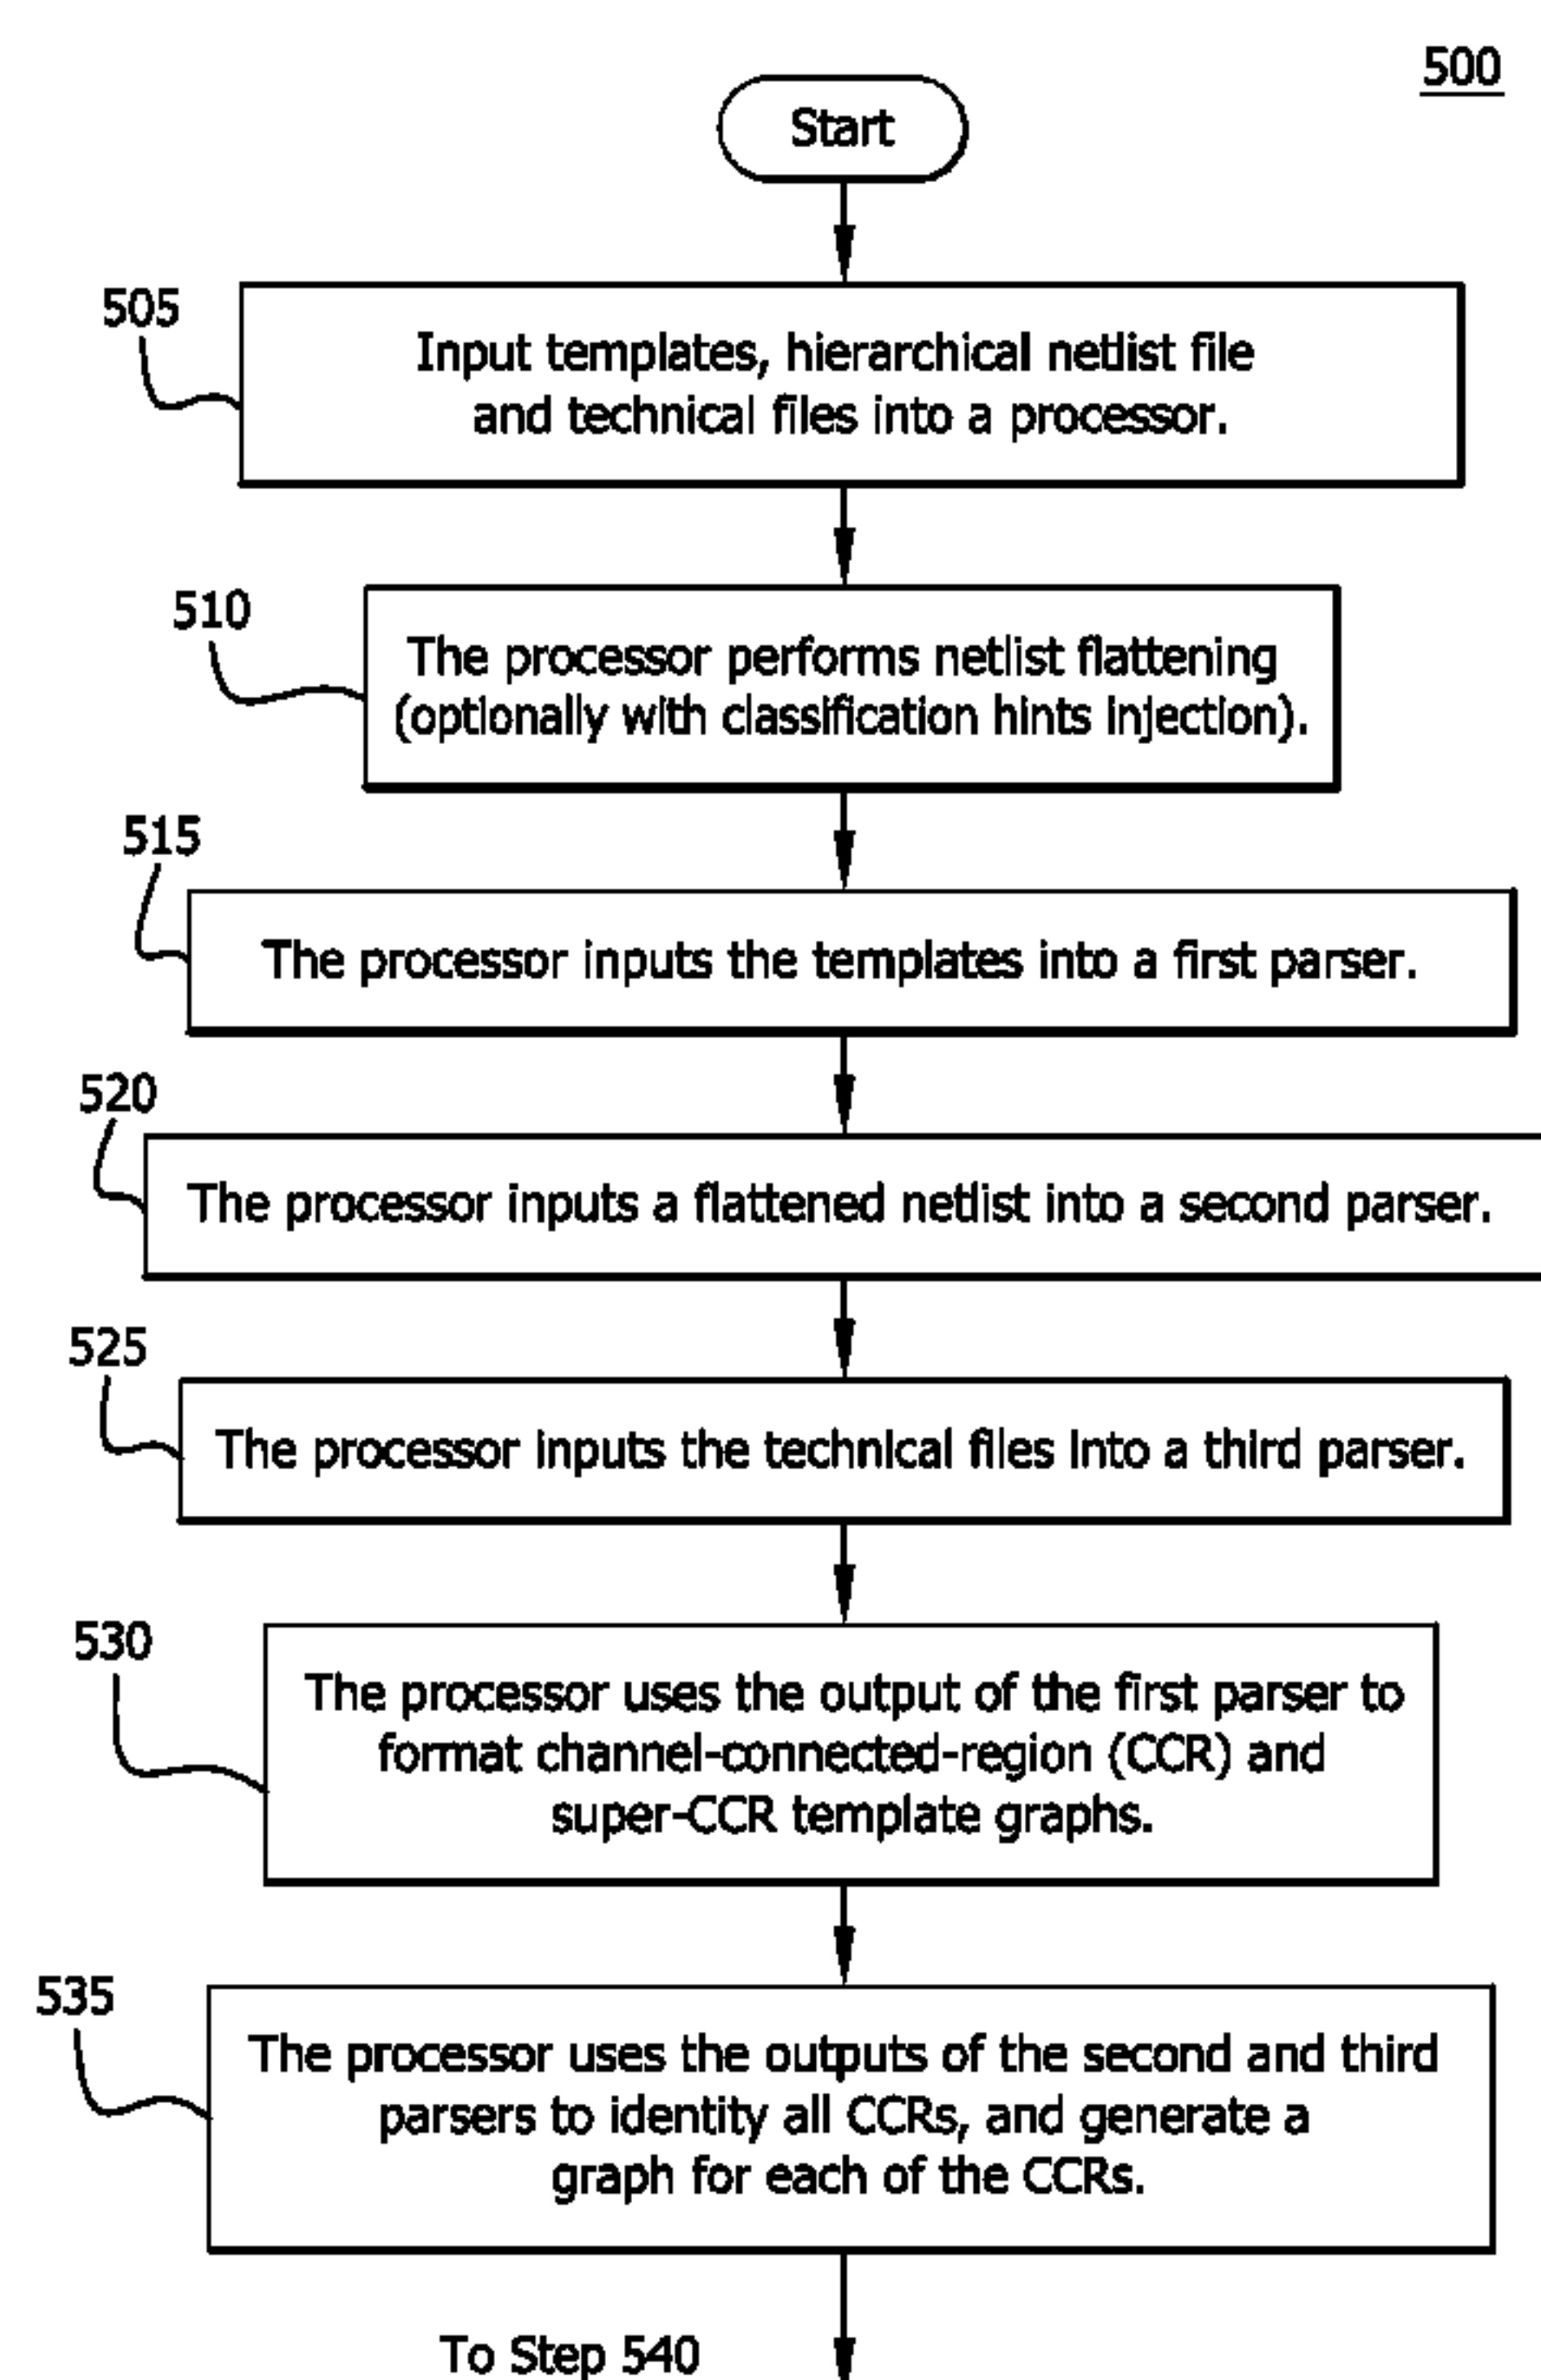 500
Start
505
Input templates, hierarchical netlist file
and technical files into a processor.
510
The processor performs netlist flattening
(optionally with classification hints injection).
515
The processor inputs the templates into a first parser.
520
The processor inputs a flattened netlist into a second parser.
525
The processor inputs the technical files into a third parser.
530
The processor uses the output of the first parser to
format channel-connected-region (CCR) and
super-CCR template graphs.
535
The processor uses the outputs of the second and third
parsers to identity all CCRs, and generate a
graph for each of the CCRs.
To Step 540